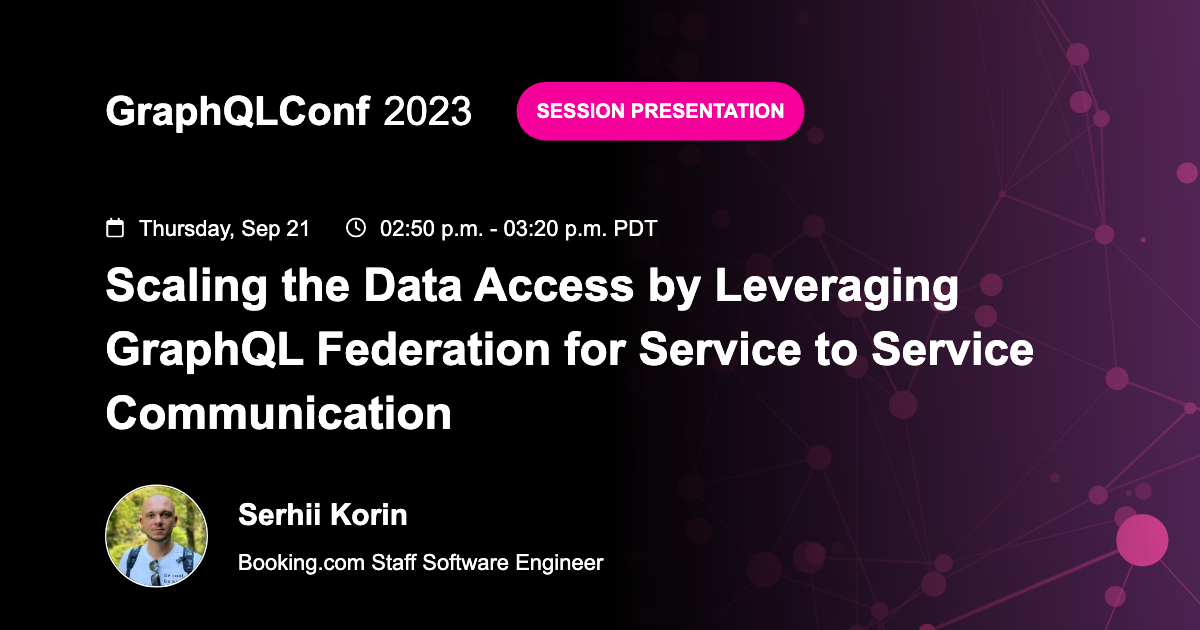 GraphQLConf 2023
SESSION PRESENTATION
Thursday, Sep 21
02:50 p.m. - 03:20 p.m. PDT
Scaling the Data Access by Leveraging
GraphQL Federation for Service to Service
Communication
Serhii Korin
Booking.com Staff Software Engineer